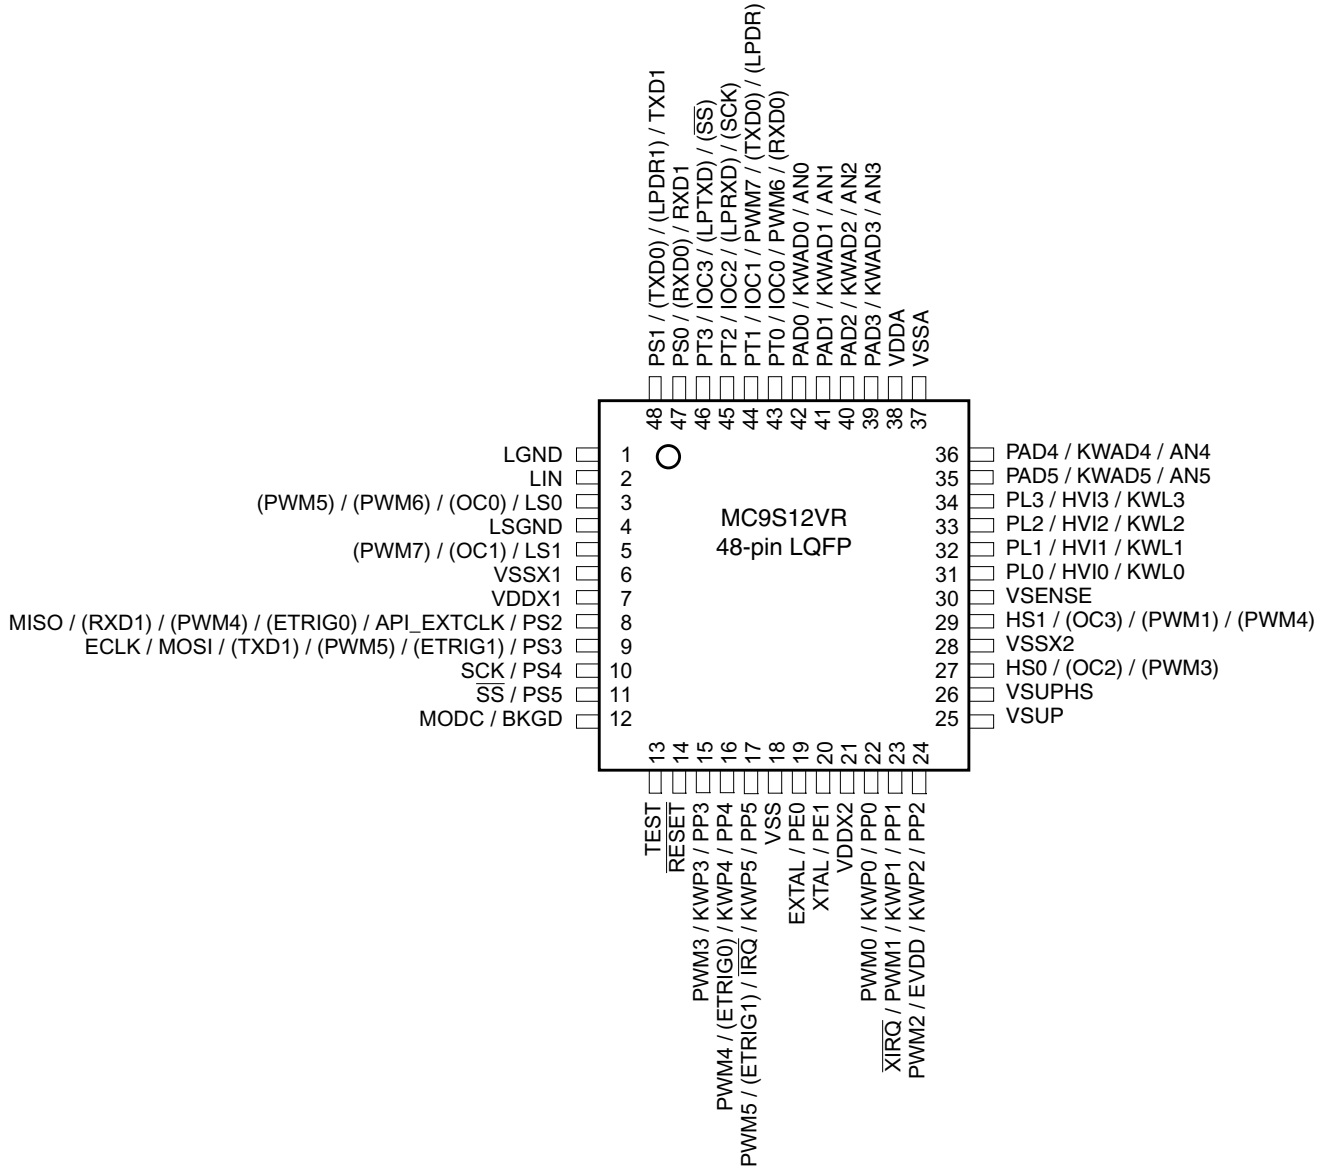 PS1 / (TXD0) / (LPDR1) / TXD1
PS0 / (RXD0) / RXD1
PT3 / IOC3 / (LPTXD) / (S̅S̅)
PT2 / IOC2 / (LPRXD) / (SCK)
PT1 / IOC1 / PWM7 / (TXD0) / (LPDR)
PT0 / IOC0 / PWM6 / (RXD0)
PAD0 / KWAD0 / AN0
PAD1 / KWAD1 / AN1
PAD2 / KWAD2 / AN2
PAD3 / KWAD3 / AN3
VDDA
VSSA
48
47
46
45
44
43
42
41
40
39
38
37
LGND 1
LIN 2
(PWM5) / (PWM6) / (OC0) / LS0 3
LSGND 4
(PWM7) / (OC1) / LS1 5
VSSX1 6
VDDX1 7
MISO / (RXD1) / (PWM4) / (ETRIG0) / API_EXTCLK / PS2 8
ECLK / MOSI / (TXD1) / (PWM5) / (ETRIG1) / PS3 9
SCK / PS4 10
S̅S̅ / PS5 11
MODC / BKGD 12
MC9S12VR
48-pin LQFP
36 PAD4 / KWAD4 / AN4
35 PAD5 / KWAD5 / AN5
34 PL3 / HVI3 / KWL3
33 PL2 / HVI2 / KWL2
32 PL1 / HVI1 / KWL1
31 PL0 / HVI0 / KWL0
30 VSENSE
29 HS1 / (OC3) / (PWM1) / (PWM4)
28 VSSX2
27 HS0 / (OC2) / (PWM3)
26 VSUPHS
25 VSUP
13
14
15
16
17
18
19
20
21
22
23
24
TEST
R̅E̅S̅E̅T̅
PWM3 / KWP3 / PP3
PWM4 / (ETRIG0) / KWP4 / PP4
PWM5 / (ETRIG1) / I̅R̅Q̅ / KWP5 / PP5
VSS
EXTAL / PE0
XTAL / PE1
VDDX2
PWM0 / KWP0 / PP0
X̅I̅R̅Q̅ / PWM1 / KWP1 / PP1
PWM2 / EVDD / KWP2 / PP2